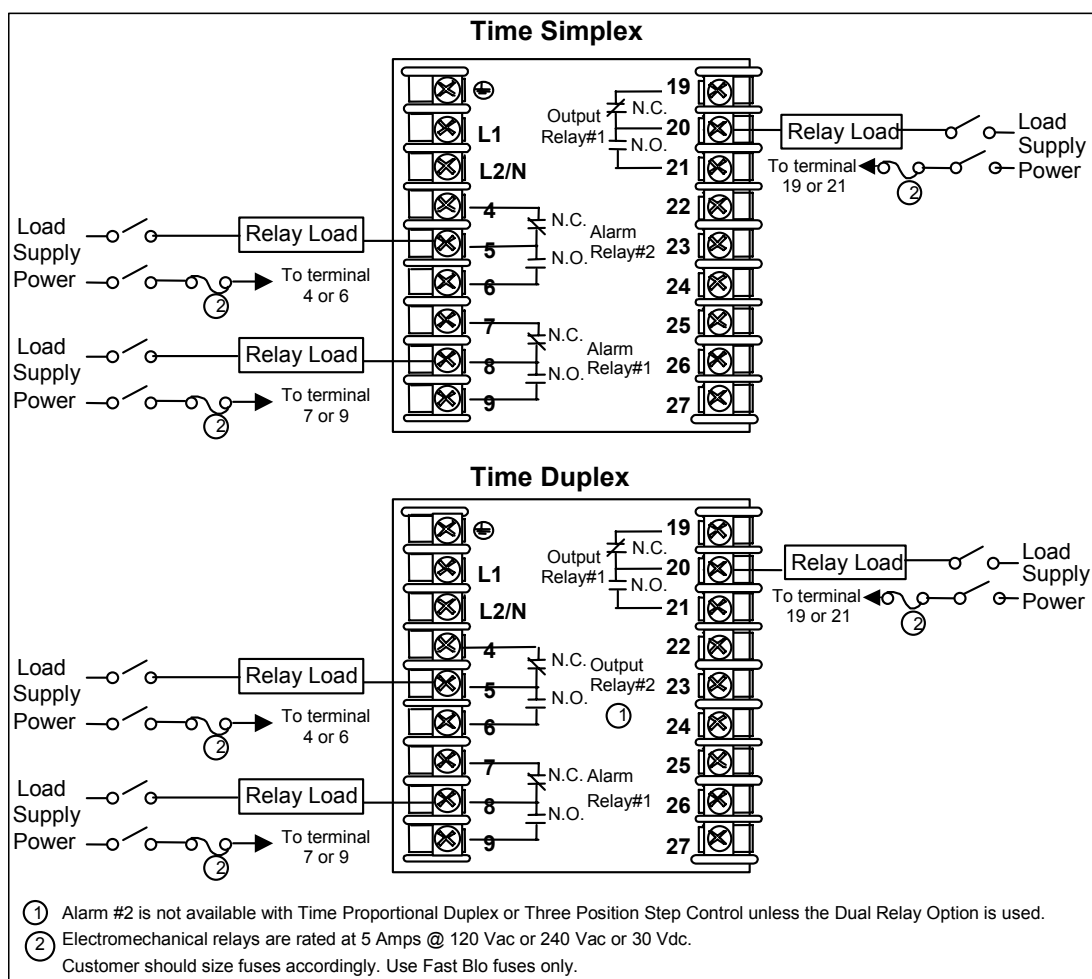 Time Simplex
L1
L2/N
4
5
6
7
8
9
Output
Relay#1
N.C.
N.O.
19
20
21
22
23
24
25
26
27
N.C.
N.O.
Alarm
Relay#2
N.C.
N.O.
Alarm
Relay#1
Relay Load
Load
Supply
Power
To terminal
19 or 21
2
Load
Supply
Power
Relay Load
To terminal
4 or 6
2
Load
Supply
Power
Relay Load
To terminal
7 or 9
2
Time Duplex
L1
L2/N
4
5
6
7
8
9
Output
Relay#1
N.C.
N.O.
19
20
21
22
23
24
25
26
27
N.C.
N.O.
Output
Relay#2
1
N.C.
N.O.
Alarm
Relay#1
Relay Load
Load
Supply
Power
To terminal
19 or 21
2
Load
Supply
Power
Relay Load
To terminal
4 or 6
2
Load
Supply
Power
Relay Load
To terminal
7 or 9
2
1 Alarm #2 is not available with Time Proportional Duplex or Three Position Step Control unless the Dual Relay Option is used.
2 Electromechanical relays are rated at 5 Amps @ 120 Vac or 240 Vac or 30 Vdc.
Customer should size fuses accordingly. Use Fast Blo fuses only.